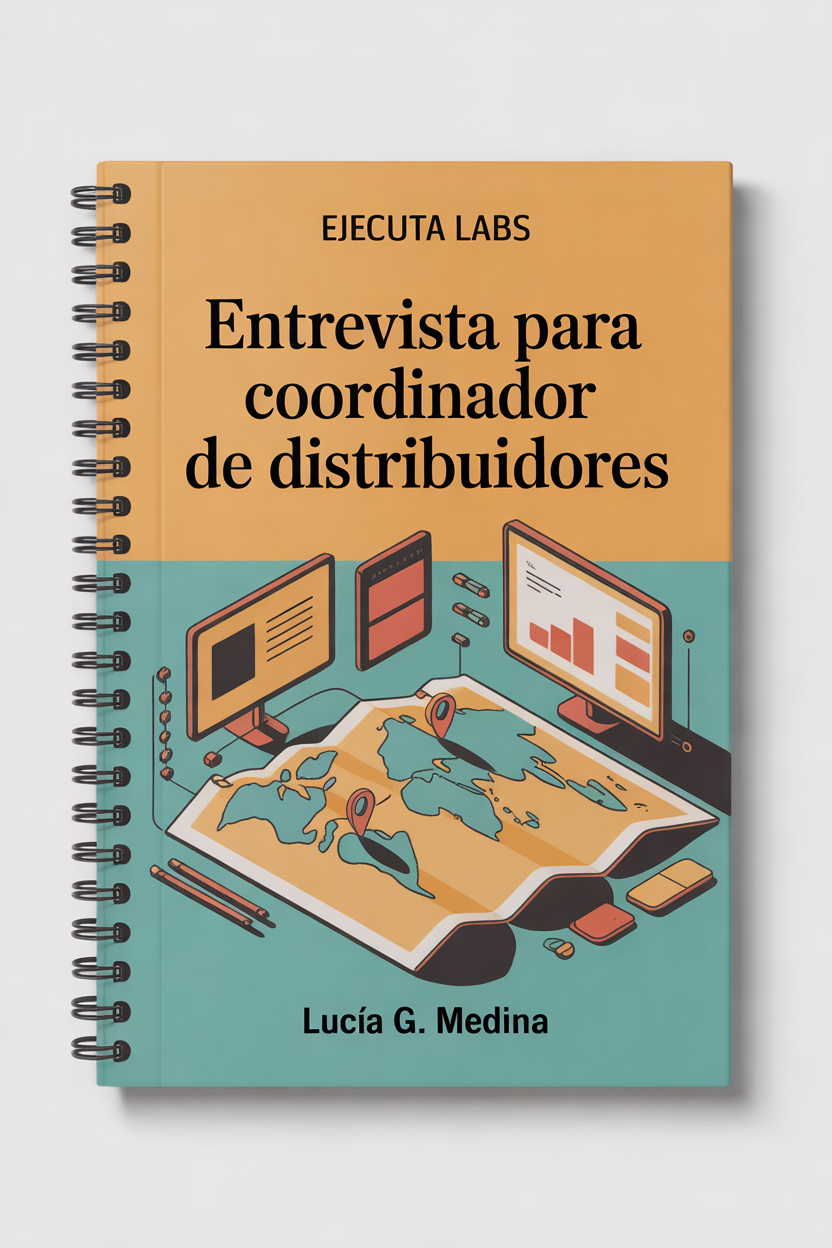 EJECUTA LABS
Entrevista para
coordinador
de distribuidores
Lucía G. Medina